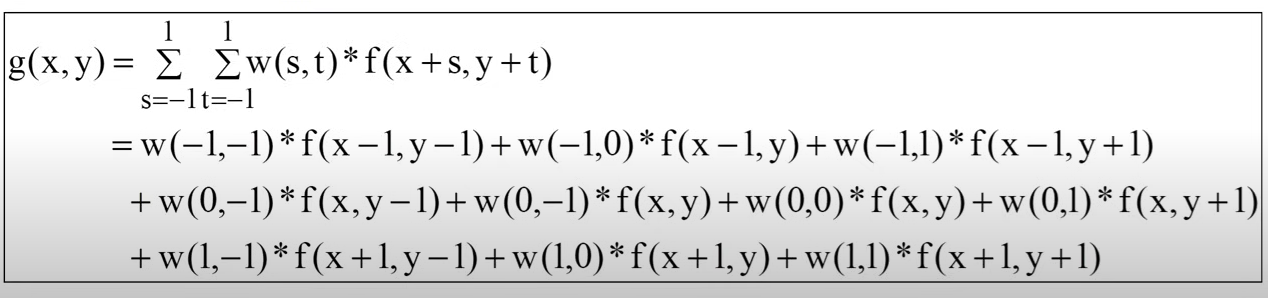 g(x,y) = Σ_{s=−1}^{1} Σ_{t=−1}^{1} w(s,t)*f(x+s,y+t)
= w(−1,−1)*f(x−1,y−1)+w(−1,0)*f(x−1,y)+w(−1,1)*f(x−1,y+1)
+w(0,−1)*f(x,y−1)+w(0,−1)*f(x,y)+w(0,0)*f(x,y)+w(0,1)*f(x,y+1)
+w(1,−1)*f(x+1,y−1)+w(1,0)*f(x+1,y)+w(1,1)*f(x+1,y+1)